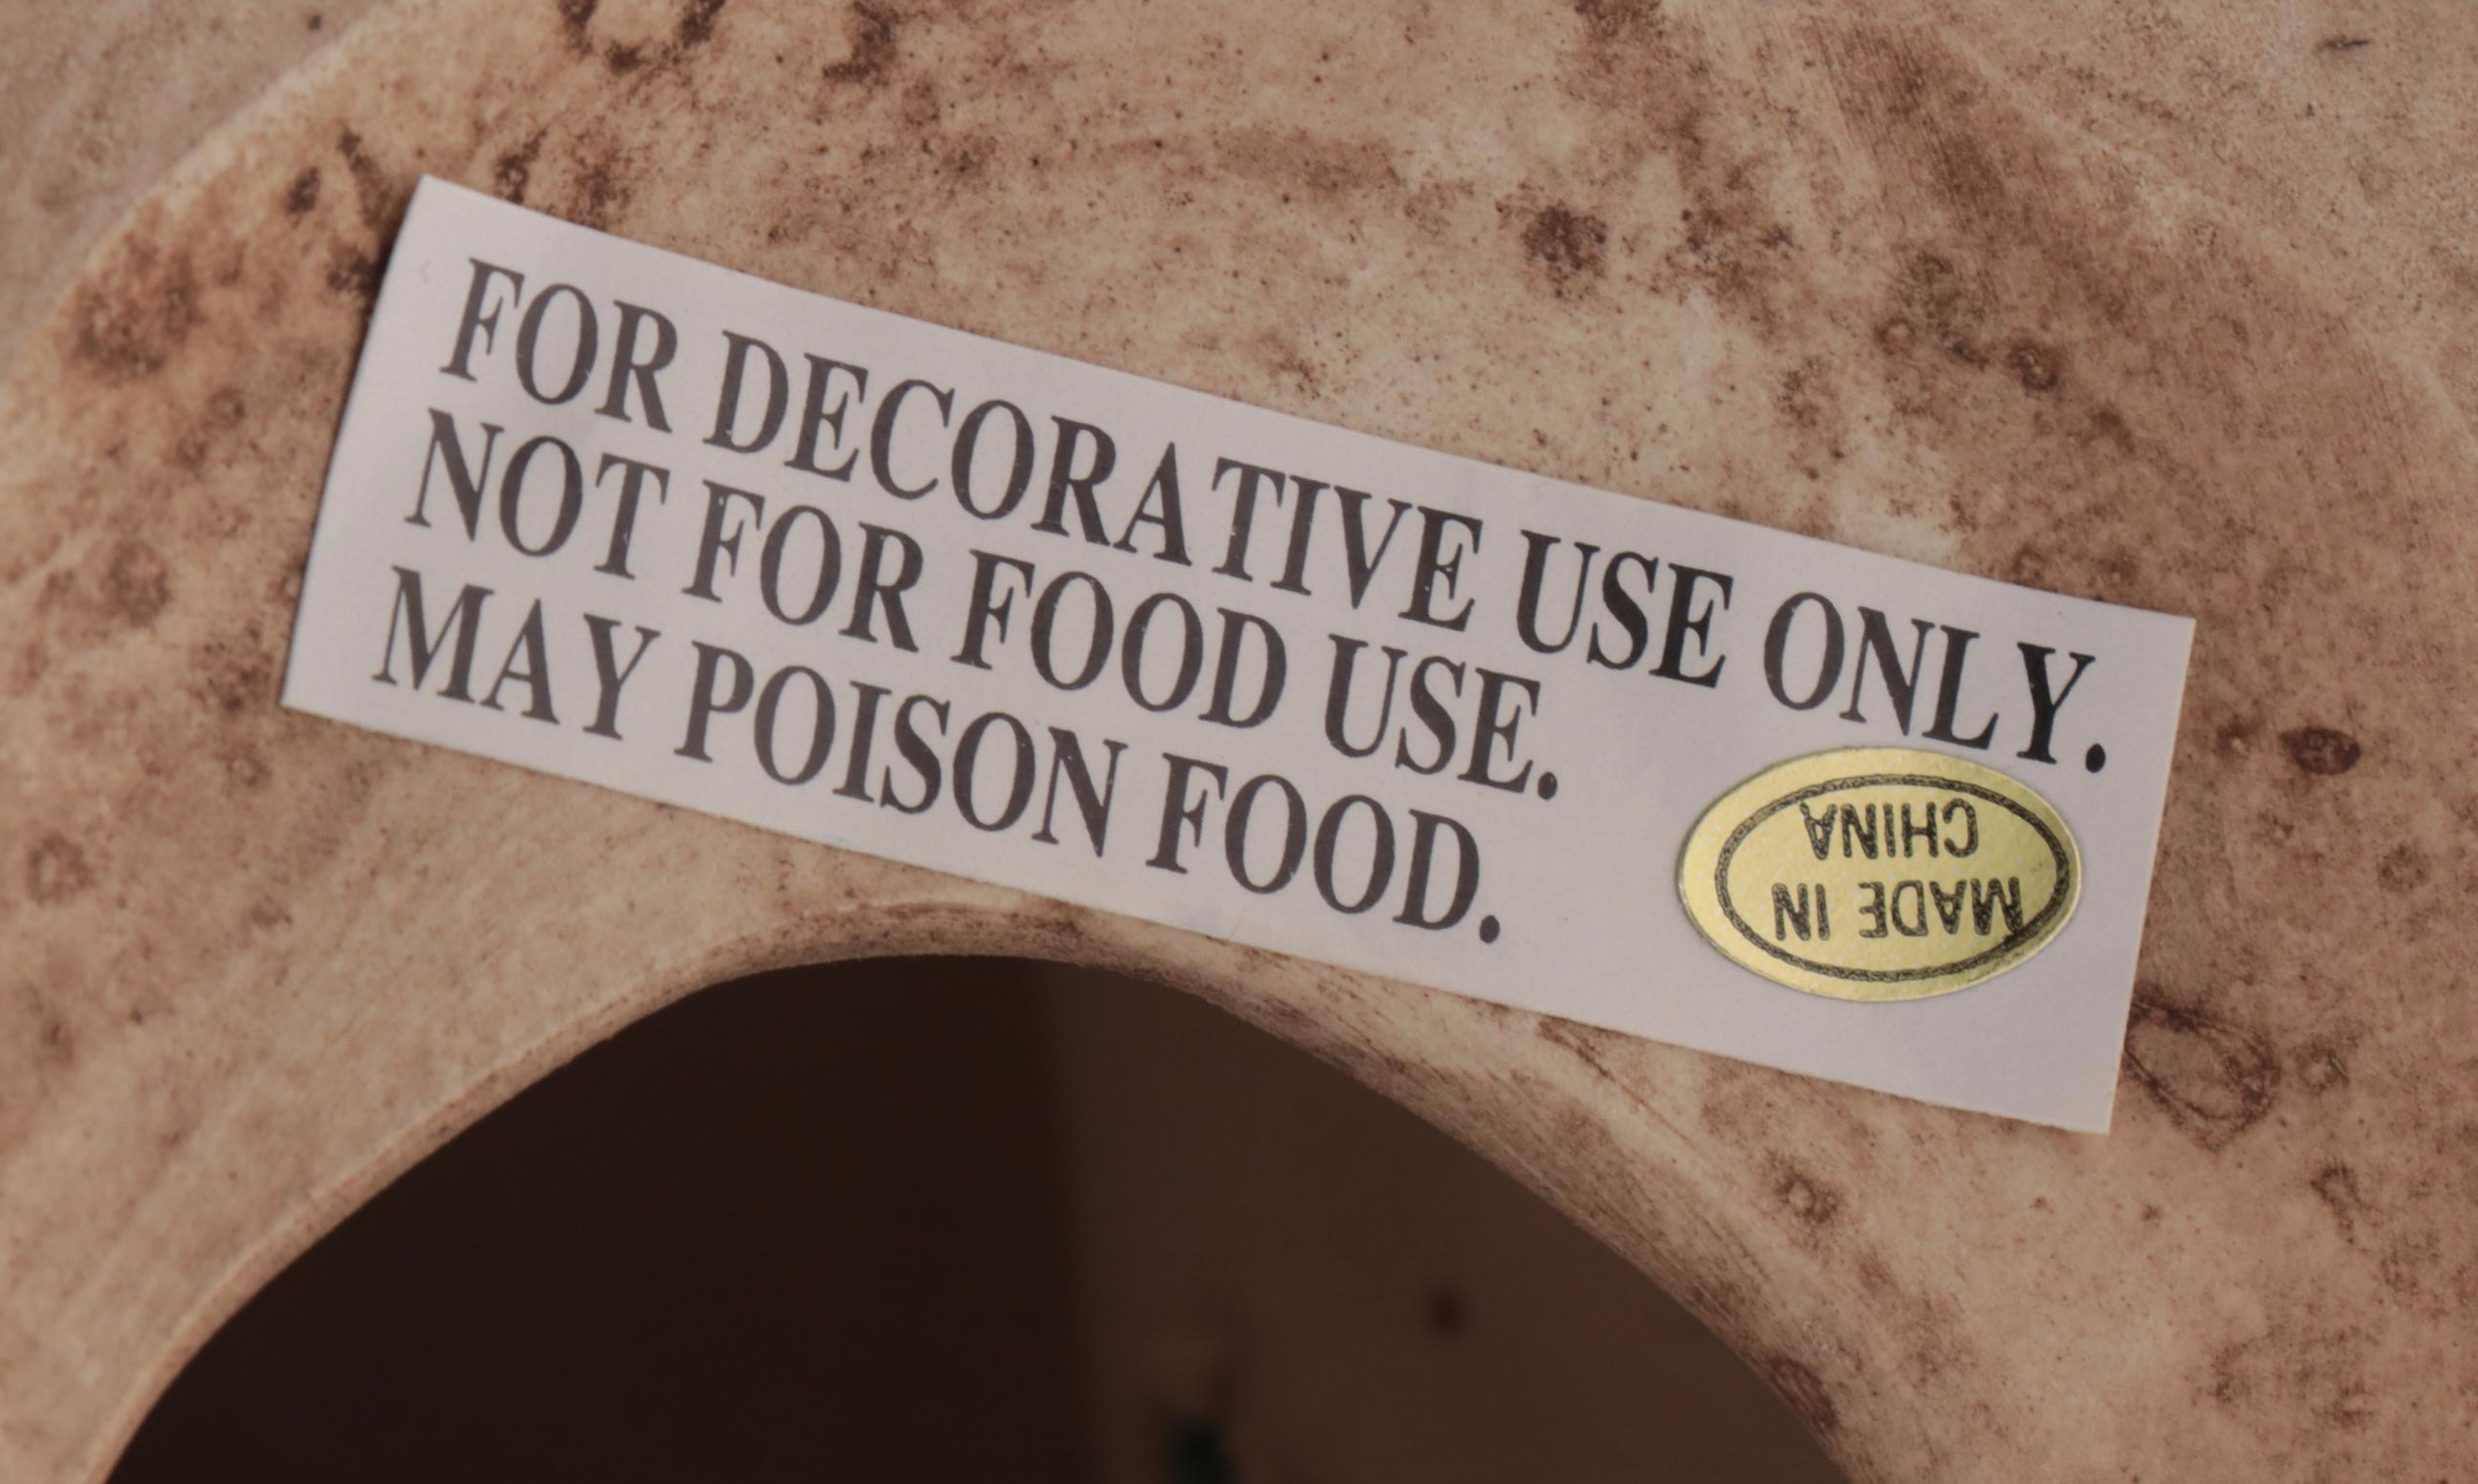 FOR DECORATIVE USE ONLY.
NOT FOR FOOD USE.
MAY POISON FOOD.
MADE IN
CHINA